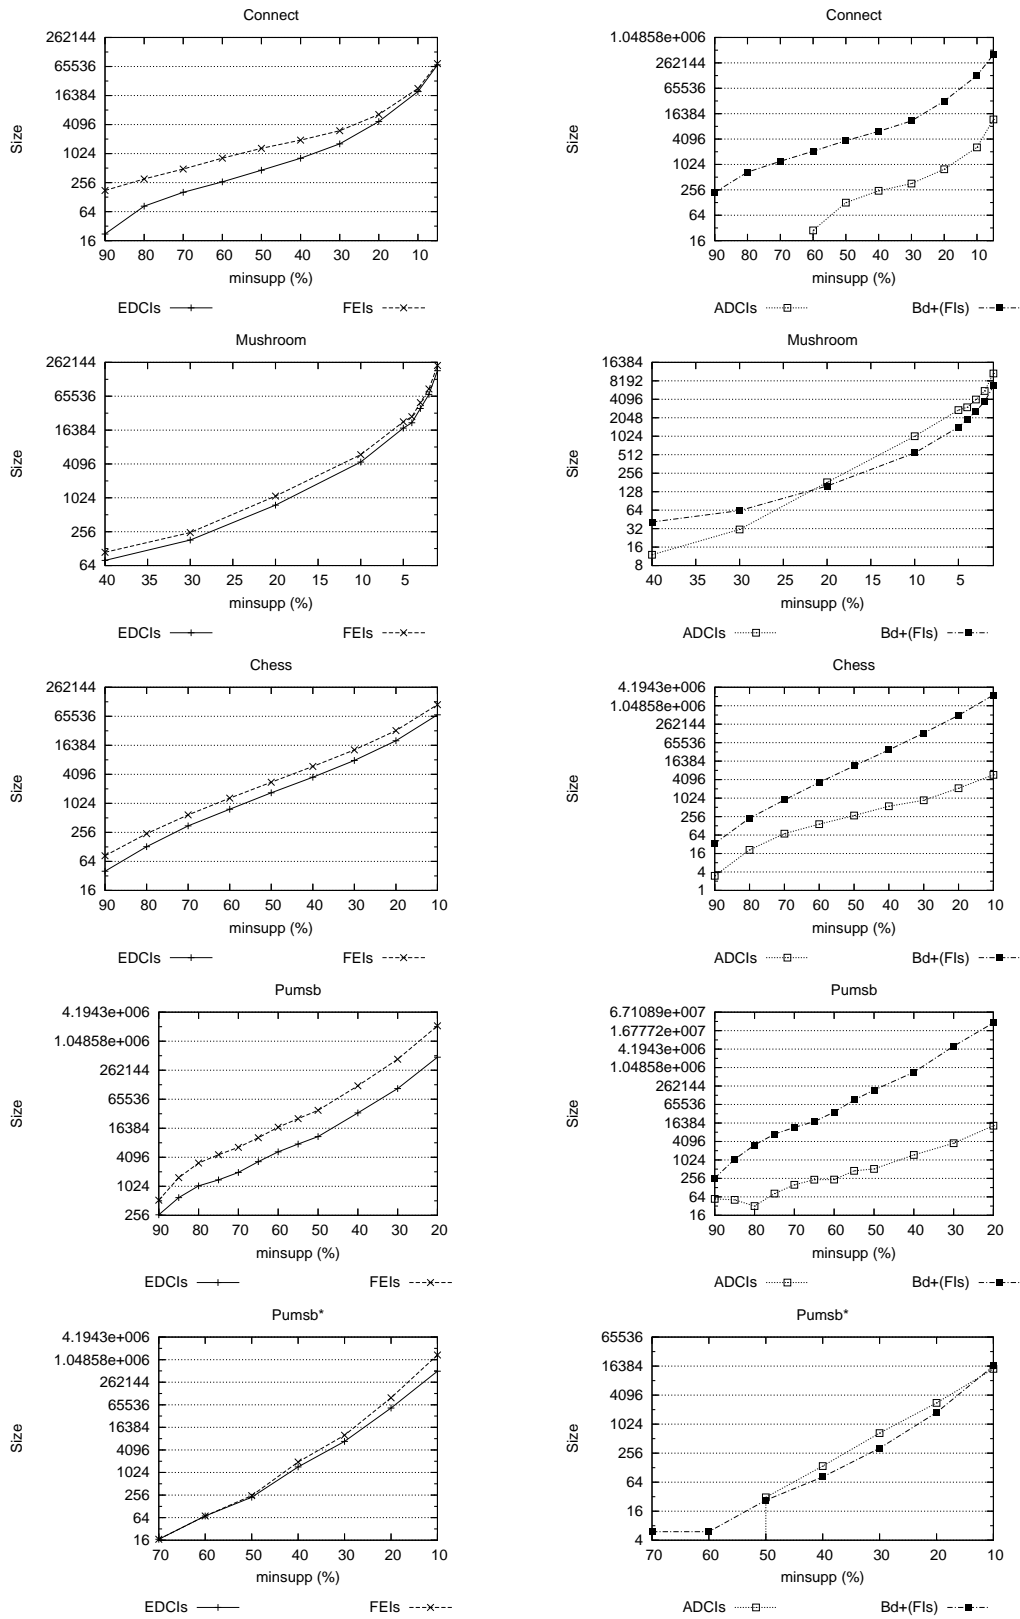 Connect
262144
65536
16384
4096
1024
256
64
16
Size
90 80 70 60 50 40 30 20 10
minsupp (%)
EDCIs FEIs
Connect
1.04858e+006
262144
65536
16384
4096
1024
256
64
16
Size
90 80 70 60 50 40 30 20 10
minsupp (%)
ADCIs Bd+(FIs)
Mushroom
262144
65536
16384
4096
1024
256
64
Size
40 35 30 25 20 15 10 5
minsupp (%)
EDCIs FEIs
Mushroom
16384
8192
4096
2048
1024
512
256
128
64
32
16
8
Size
40 35 30 25 20 15 10 5
minsupp (%)
ADCIs Bd+(FIs)
Chess
262144
65536
16384
4096
1024
256
64
16
Size
90 80 70 60 50 40 30 20 10
minsupp (%)
EDCIs FEIs
Chess
4.1943e+006
1.04858e+006
262144
65536
16384
4096
1024
256
64
16
4
1
Size
90 80 70 60 50 40 30 20 10
minsupp (%)
ADCIs Bd+(FIs)
Pumsb
4.1943e+006
1.04858e+006
262144
65536
16384
4096
1024
256
Size
90 80 70 60 50 40 30 20
minsupp (%)
EDCIs FEIs
Pumsb
6.71089e+007
1.67772e+007
4.1943e+006
1.04858e+006
262144
65536
16384
4096
1024
256
64
16
Size
90 80 70 60 50 40 30 20
minsupp (%)
ADCIs Bd+(FIs)
Pumsb*
4.1943e+006
1.04858e+006
262144
65536
16384
4096
1024
256
64
16
Size
70 60 50 40 30 20 10
minsupp (%)
EDCIs FEIs
Pumsb*
65536
16384
4096
1024
256
64
16
4
Size
70 60 50 40 30 20 10
minsupp (%)
ADCIs Bd+(FIs)